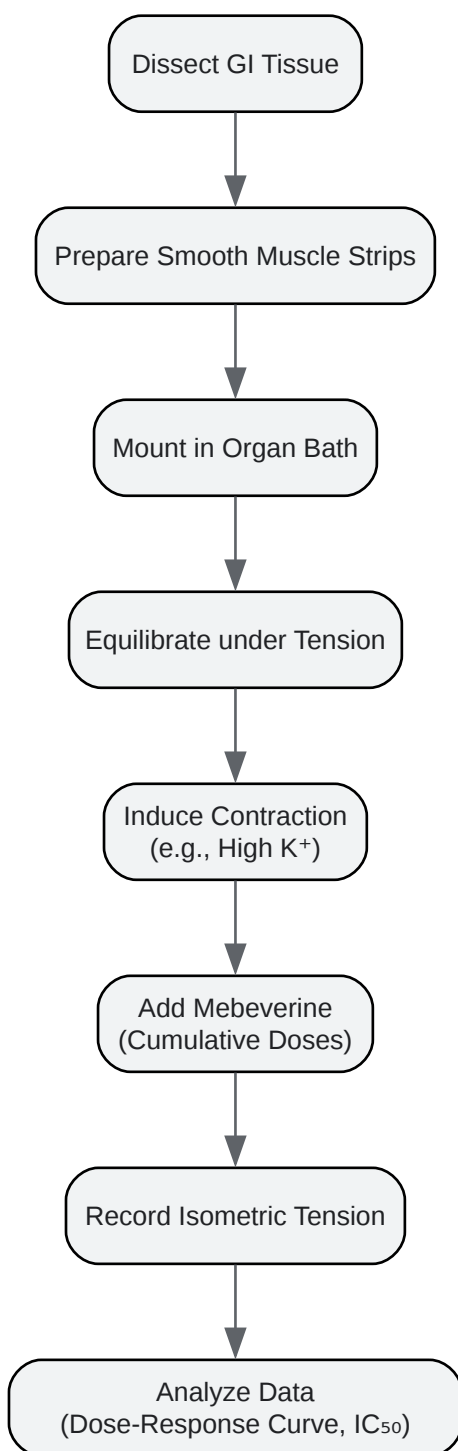 Dissect GI Tissue
Prepare Smooth Muscle Strips
Mount in Organ Bath
Equilibrate under Tension
Induce Contraction
(e.g., High K⁺)
Add Mebeverine
(Cumulative Doses)
Record Isometric Tension
Analyze Data
(Dose-Response Curve, IC₅₀)